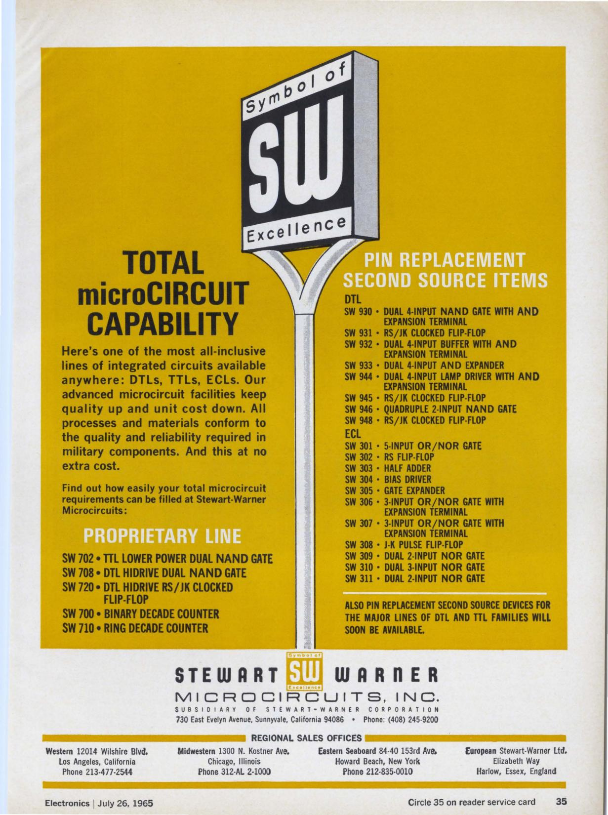 Symbol of
SW
Excellence
TOTAL
microCIRCUIT
CAPABILITY
Here's one of the most all-inclusive
lines of integrated circuits available
anywhere: DTLs, TTLs, ECLs. Our
advanced microcircuit facilities keep
quality up and unit cost down. All
processes and materials conform to
the quality and reliability required in
military components. And this at no
extra cost.
Find out how easily your total microcircuit
requirements can be filled at Stewart-Warner
Microcircuits:
PROPRIETARY LINE
SW 702 • TTL LOWER POWER DUAL NAND GATE
SW 708 • DTL HIDRIVE DUAL NAND GATE
SW 720 • DTL HIDRIVE RS/JK CLOCKED
FLIP-FLOP
SW 700 • BINARY DECADE COUNTER
SW 710 • RING DECADE COUNTER
PIN REPLACEMENT
SECOND SOURCE ITEMS
DTL
SW 930 • DUAL 4-INPUT NAND GATE WITH AND
EXPANSION TERMINAL
SW 931 • RS/JK CLOCKED FLIP-FLOP
SW 932 • DUAL 4-INPUT BUFFER WITH AND
EXPANSION TERMINAL
SW 933 • DUAL 4-INPUT AND EXPANDER
SW 944 • DUAL 4-INPUT LAMP DRIVER WITH AND
EXPANSION TERMINAL
SW 945 • RS/JK CLOCKED FLIP-FLOP
SW 946 • QUADRUPLE 2-INPUT NAND GATE
SW 948 • RS/JK CLOCKED FLIP-FLOP
ECL
SW 301 • 5-INPUT OR/NOR GATE
SW 302 • RS FLIP-FLOP
SW 303 • HALF ADDER
SW 304 • BIAS DRIVER
SW 305 • GATE EXPANDER
SW 306 • 3-INPUT OR/NOR GATE WITH
EXPANSION TERMINAL
SW 307 • 3-INPUT OR/NOR GATE WITH
EXPANSION TERMINAL
SW 308 • J-K PULSE FLIP-FLOP
SW 309 • DUAL 2-INPUT NOR GATE
SW 310 • DUAL 3-INPUT NOR GATE
SW 311 • DUAL 2-INPUT NOR GATE
ALSO PIN REPLACEMENT SECOND SOURCE DEVICES FOR
THE MAJOR LINES OF DTL AND TTL FAMILIES WILL
SOON BE AVAILABLE.
Symbol of
STEWART SW WARNER
Excellence
MICROCIRCUITS, INC.
SUBSIDIARY OF STEWART-WARNER CORPORATION
730 East Evelyn Avenue, Sunnyvale, California 94086 • Phone: (408) 245-9200
REGIONAL SALES OFFICES
Western 12014 Wilshire Blvd.
Los Angeles, California
Phone 213-477-2544
Midwestern 1300 N. Kostner Ave.
Chicago, Illinois
Phone 312-AL 2-1000
Eastern Seaboard 84-40 153rd Ave.
Howard Beach, New York
Phone 212-835-0010
European Stewart-Warner Ltd.
Elizabeth Way
Harlow, Essex, England
Electronics | July 26, 1965
Circle 35 on reader service card 35